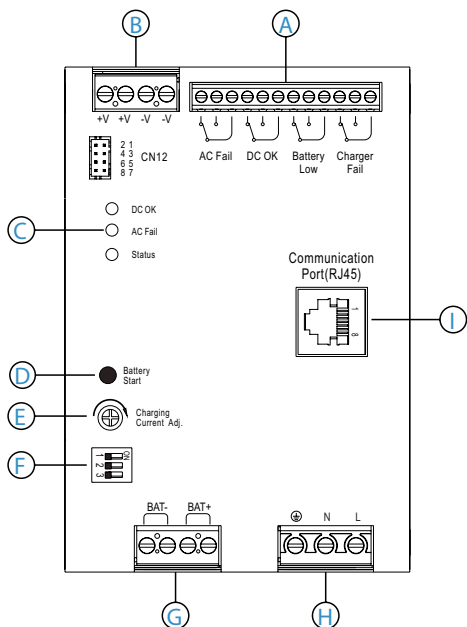 B
A
+V +V -V -V
2 1
4 3
6 5
8 7
CN12
AC Fail
DC OK
Battery
Low
Charger
Fail
DC OK
C
AC Fail
Status
Communication
Port(RJ45)
1
8
I
D
Battery
Start
E
Charging
Current Adj.
F
ON
1
2
3
BAT- BAT+
N L
G
H